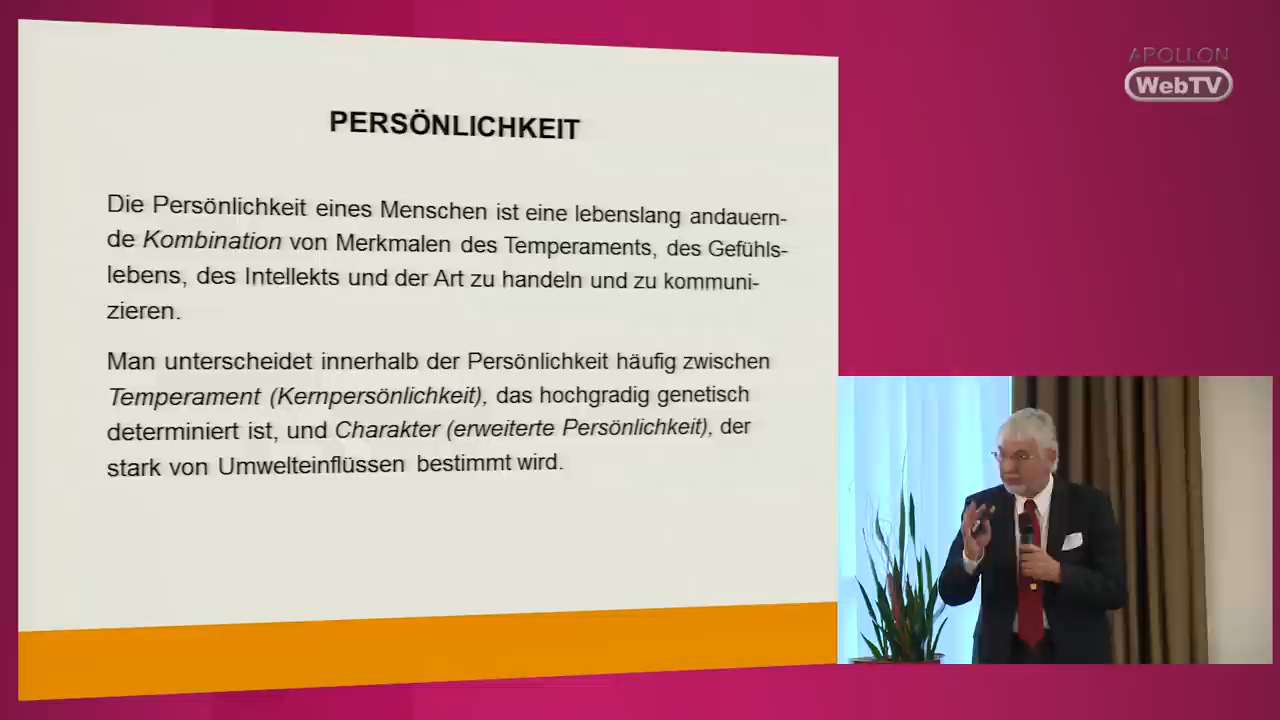 APOLLON
WebTV
PERSÖNLICHKEIT
Die Persönlichkeit eines Menschen ist eine lebenslang andauern-
de Kombination von Merkmalen des Temperaments, des Gefühls-
lebens, des Intellekts und der Art zu handeln und zu kommuni-
zieren.
Man unterscheidet innerhalb der Persönlichkeit häufig zwischen
Temperament (Kernpersönlichkeit), das hochgradig genetisch
determiniert ist, und Charakter (erweiterte Persönlichkeit), der
stark von Umwelteinflüssen bestimmt wird.